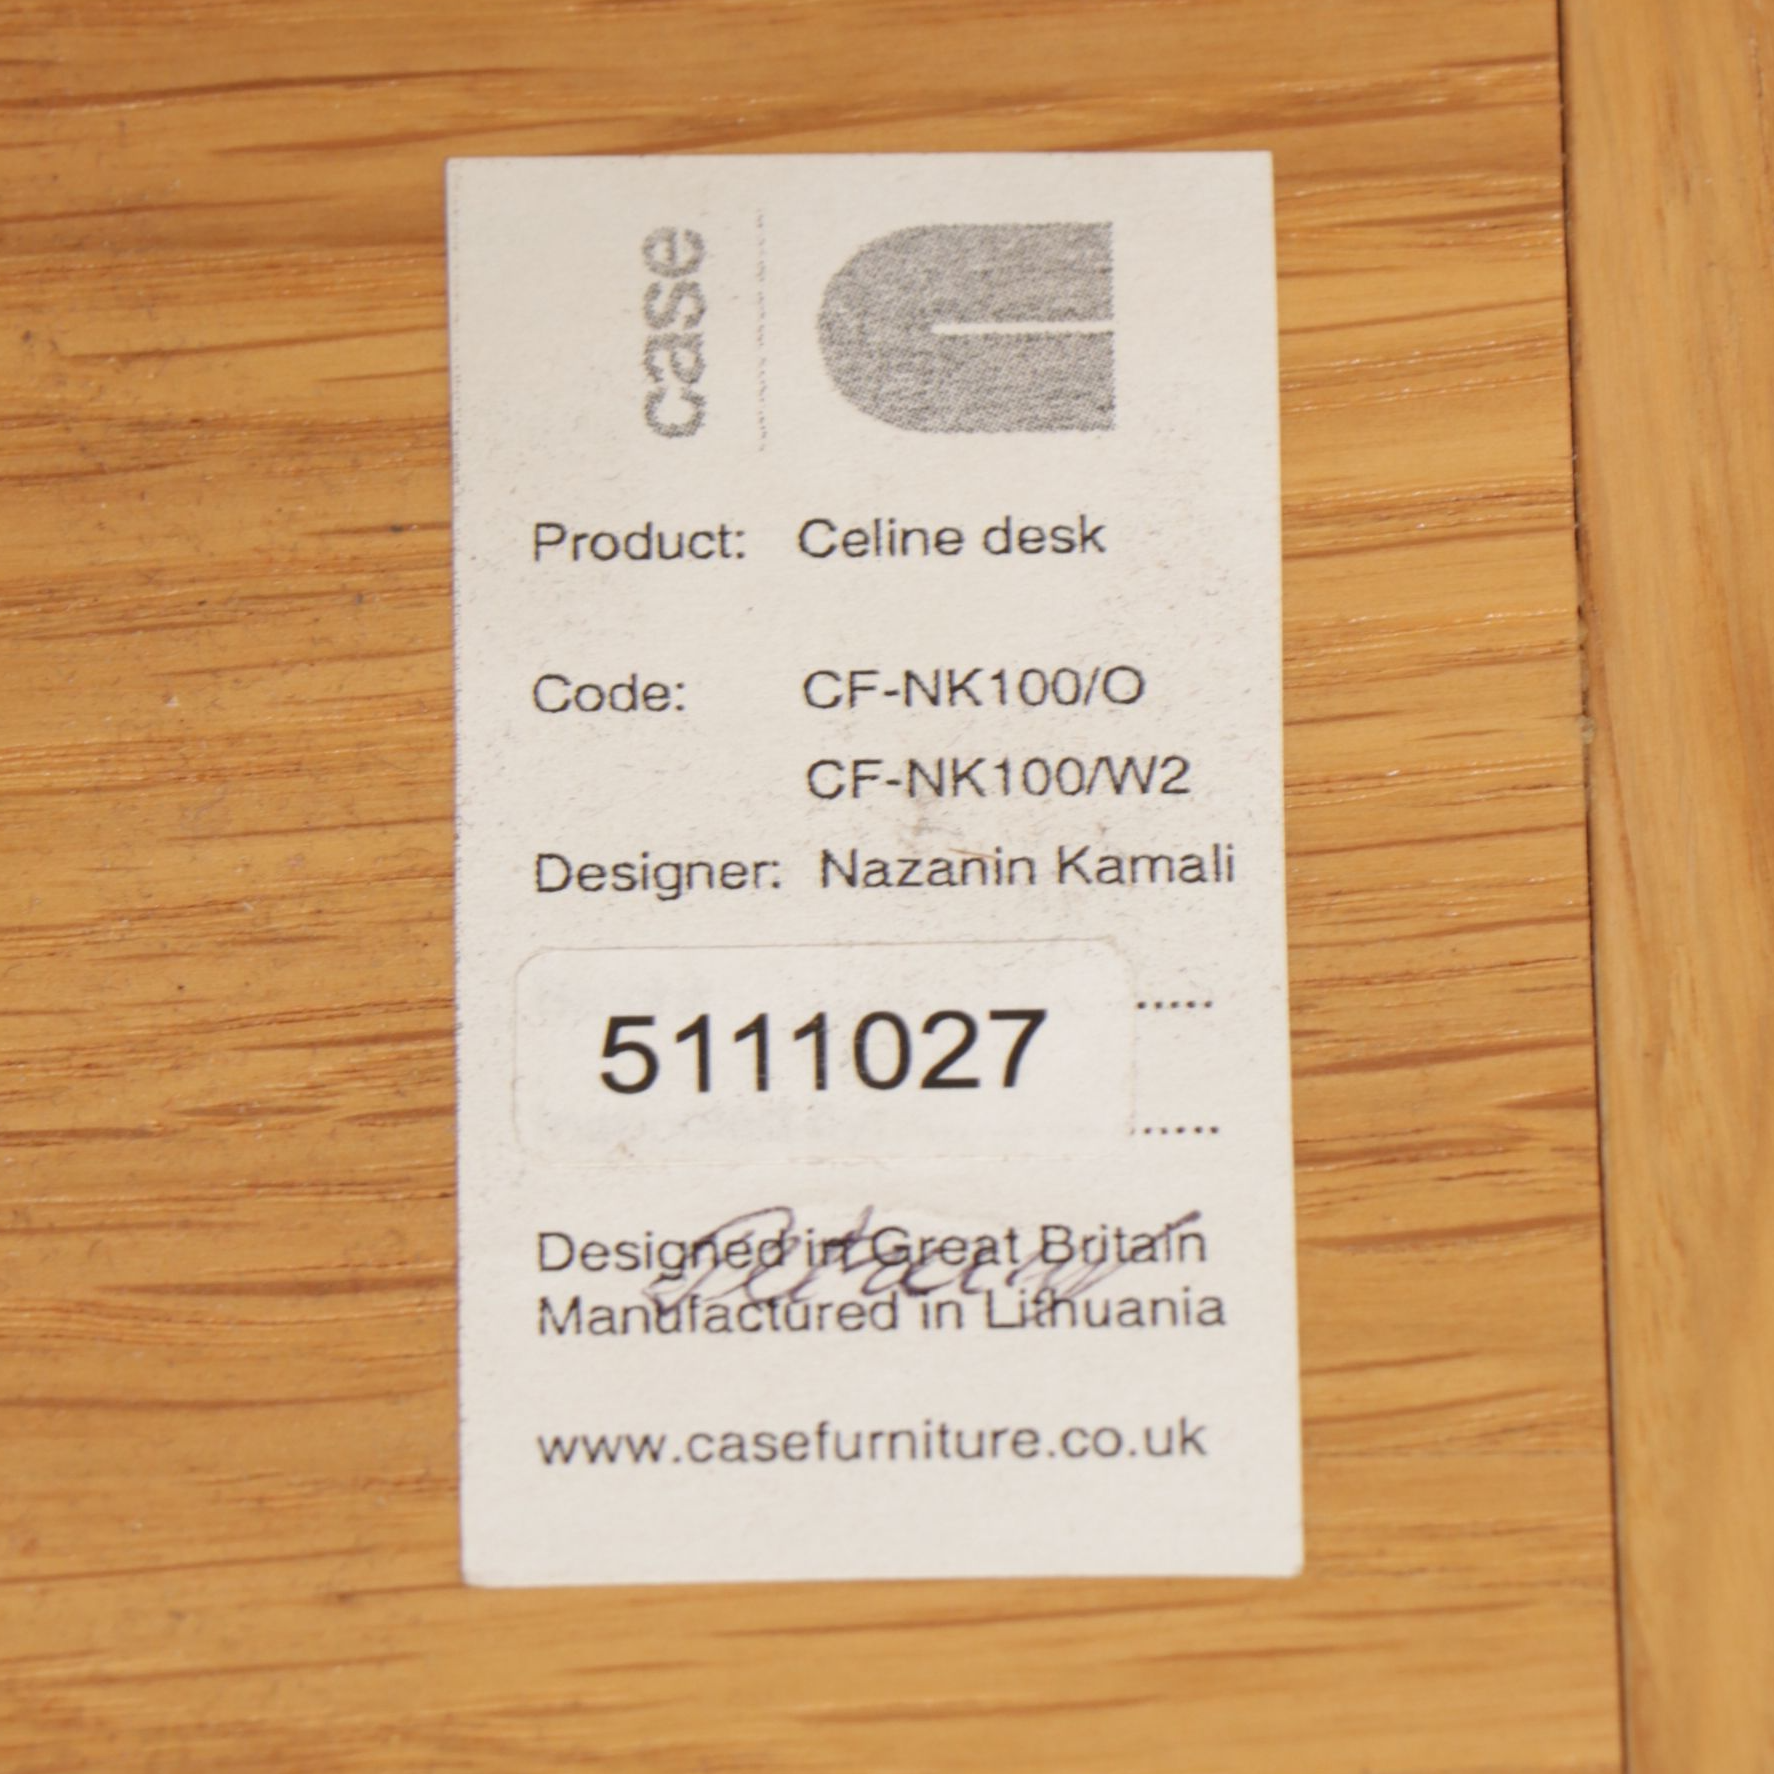 case
Product: Celine desk
Code: CF-NK100/O
CF-NK100/W2
Designer: Nazanin Kamali
.....
5111027
......
Designed in Great Britain
Manufactured in Lithuania
www.casefurniture.co.uk